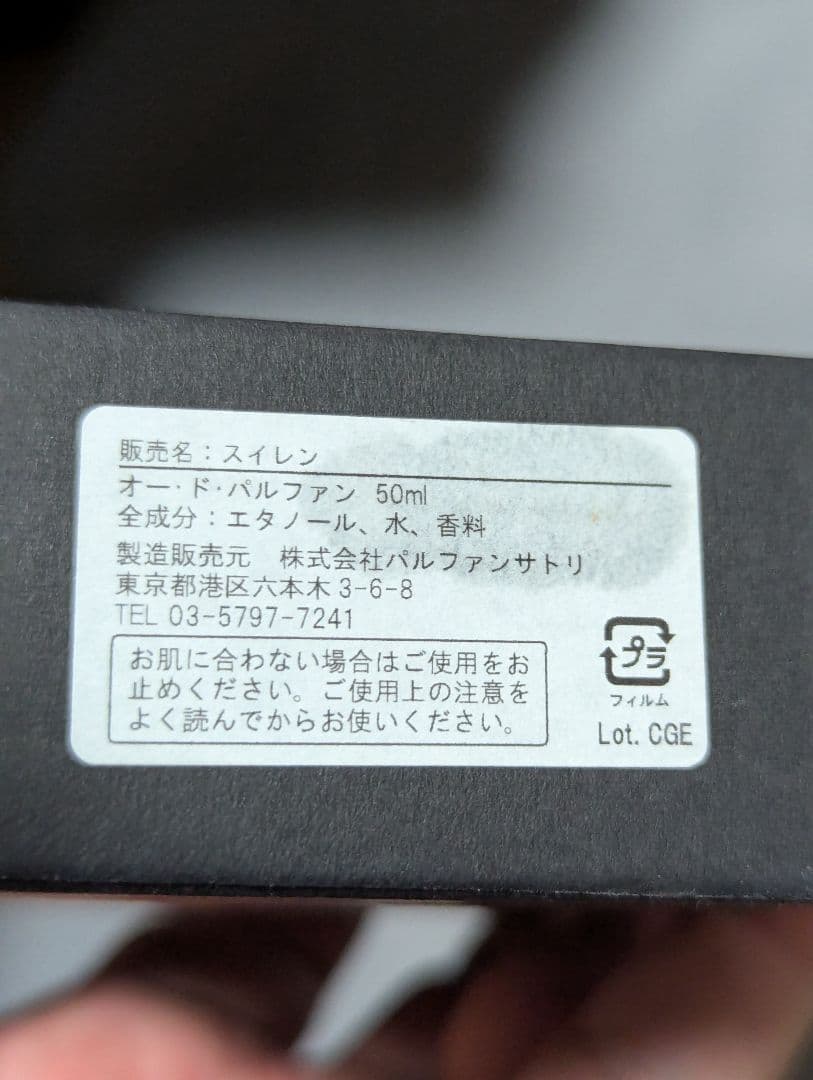 販売名：スイレン
オー・ド・パルファン 50ml
全成分：エタノール、水、香料
製造販売元　株式会社パルファンサトリ
東京都港区六本木3-6-8
TEL 03-5797-7241
お肌に合わない場合はご使用をお
止めください。ご使用上の注意を
よく読んでからお使いください。
プラ
フィルム
Lot. CGE